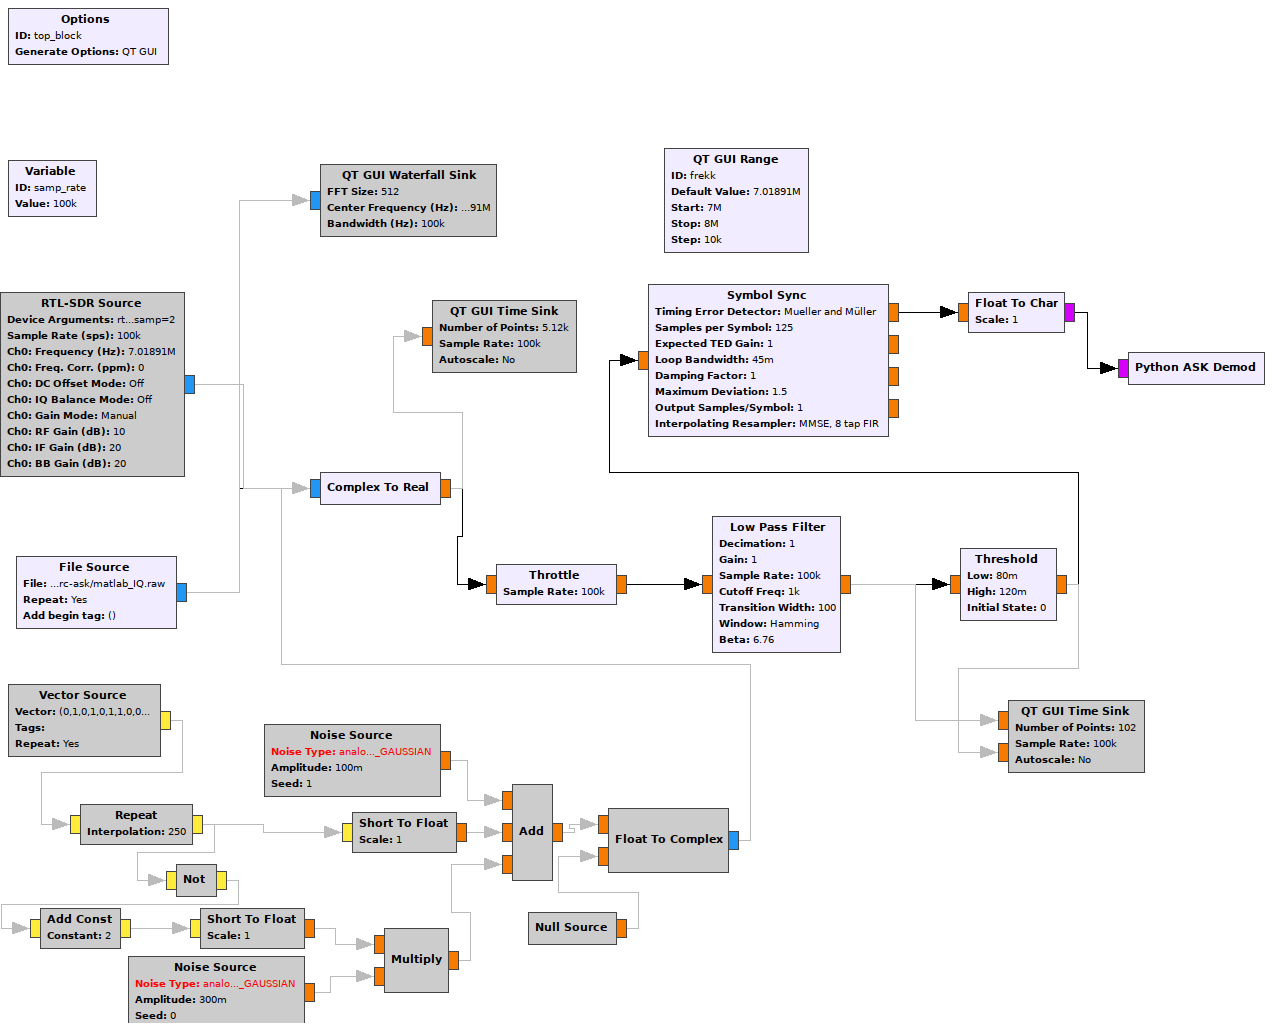 Options
ID: top_block
Generate Options: QT GUI
Variable
ID: samp_rate
Value: 100k
QT GUI Waterfall Sink
FFT Size: 512
Center Frequency (Hz): ...91M
Bandwidth (Hz): 100k
QT GUI Range
ID: frekk
Default Value: 7.01891M
Start: 7M
Stop: 8M
Step: 10k
RTL-SDR Source
Device Arguments: rt...samp=2
Sample Rate (sps): 100k
Ch0: Frequency (Hz): 7.01891M
Ch0: Freq. Corr. (ppm): 0
Ch0: DC Offset Mode: Off
Ch0: IQ Balance Mode: Off
Ch0: Gain Mode: Manual
Ch0: RF Gain (dB): 10
Ch0: IF Gain (dB): 20
Ch0: BB Gain (dB): 20
QT GUI Time Sink
Number of Points: 5.12k
Sample Rate: 100k
Autoscale: No
Symbol Sync
Timing Error Detector: Mueller and Müller
Samples per Symbol: 125
Expected TED Gain: 1
Loop Bandwidth: 45m
Damping Factor: 1
Maximum Deviation: 1.5
Output Samples/Symbol: 1
Interpolating Resampler: MMSE, 8 tap FIR
Float To Char
Scale: 1
Python ASK Demod
Complex To Real
File Source
File: ...rc-ask/matlab_IQ.raw
Repeat: Yes
Add begin tag: ()
Throttle
Sample Rate: 100k
Low Pass Filter
Decimation: 1
Gain: 1
Sample Rate: 100k
Cutoff Freq: 1k
Transition Width: 100
Window: Hamming
Beta: 6.76
Threshold
Low: 80m
High: 120m
Initial State: 0
Vector Source
Vector: (0,1,0,1,0,1,1,0,0...
Tags:
Repeat: Yes
Noise Source
Noise Type: analo..._GAUSSIAN
Amplitude: 100m
Seed: 1
QT GUI Time Sink
Number of Points: 102
Sample Rate: 100k
Autoscale: No
Repeat
Interpolation: 250
Short To Float
Scale: 1
Add
Float To Complex
Not
Add Const
Constant: 2
Short To Float
Scale: 1
Null Source
Multiply
Noise Source
Noise Type: analo..._GAUSSIAN
Amplitude: 300m
Seed: 0